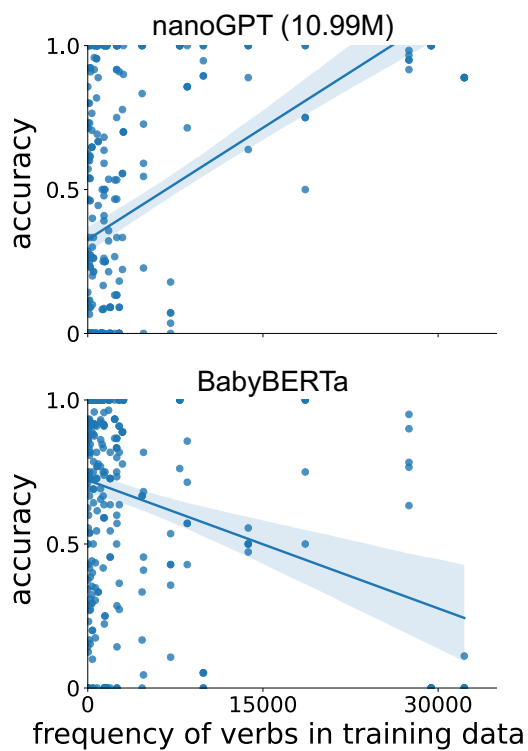 nanoGPT (10.99M)
1.0
0.5
0
accuracy
BabyBERTa
1.0
0.5
0
accuracy
0 15000 30000
frequency of verbs in training data